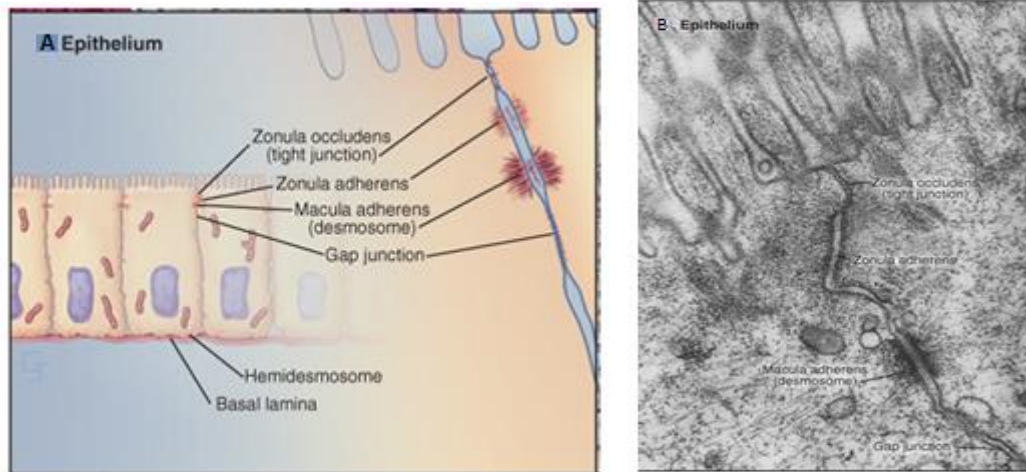 A Epithelium
Zonula occludens
(tight junction)
Zonula adherens
Macula adherens
(desmosome)
Gap junction
Hemidesmosome
Basal lamina
B Epithelium
Zonula occludens
(tight junction)
Zonula adherens
Macula adherens
(desmosome)
Gap junction